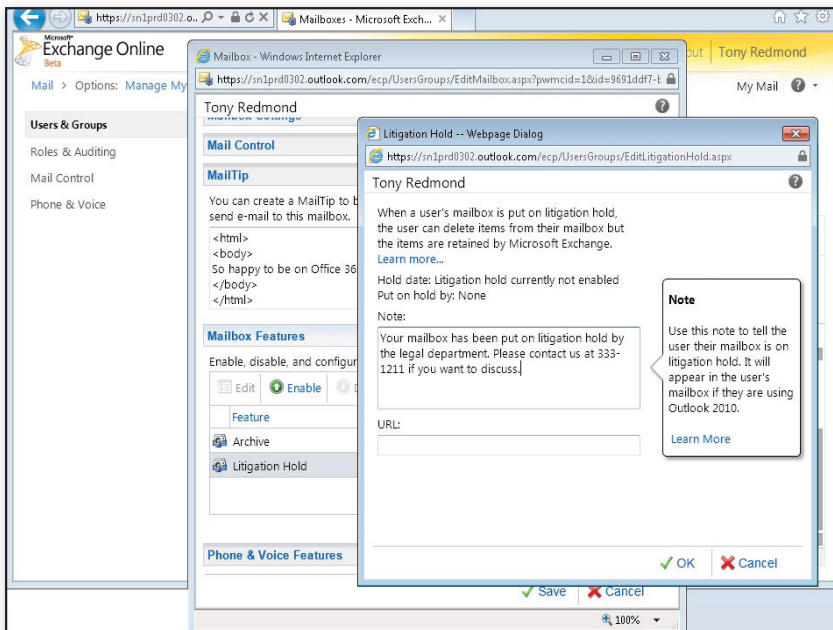 https://sn1prd0302.o..
Mailboxes - Microsoft Exch...
Microsoft®
Exchange Online
Beta
out
Tony Redmond
Mail > Options: Manage My
My Mail
Users & Groups
Roles & Auditing
Mail Control
Phone & Voice
Mailbox - Windows Internet Explorer
https://sn1prd0302.outlook.com/ecp/UsersGroups/EditMailbox.aspx?pwmcid=1&id=9691ddf7-
Tony Redmond
Mailbox Settings
Mail Control
MailTip
You can create a MailTip to b
send e-mail to this mailbox.
<html>
<body>
So happy to be on Office 36
</body>
</html>
Mailbox Features
Enable, disable, and configur
Edit Enable D
Feature
Archive
Litigation Hold
Phone & Voice Features
Save Cancel
100%
Litigation Hold -- Webpage Dialog
https://sn1prd0302.outlook.com/ecp/UsersGroups/EditLitigationHold.aspx
Tony Redmond
When a user's mailbox is put on litigation hold,
the user can delete items from their mailbox but
the items are retained by Microsoft Exchange.
Learn more...
Hold date: Litigation hold currently not enabled
Put on hold by: None
Note:
Your mailbox has been put on litigation hold by
the legal department. Please contact us at 333-
1211 if you want to discuss.
URL:
OK Cancel
Note
Use this note to tell the
user their mailbox is on
litigation hold. It will
appear in the user's
mailbox if they are using
Outlook 2010.
Learn More